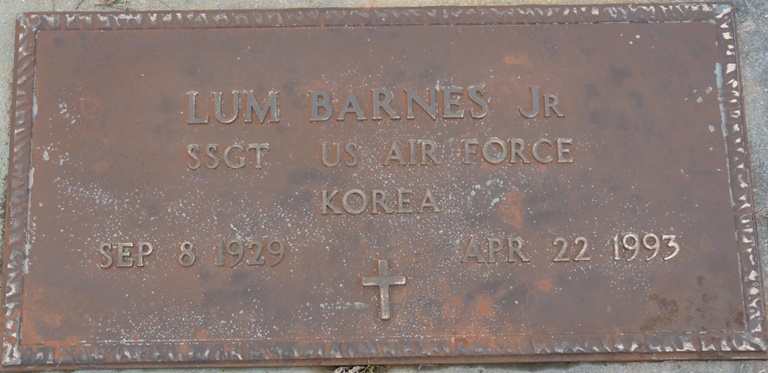 LUM BARNES JR
SSGT US AIR FORCE
KOREA
SEP 8 1929 APR 22 1993